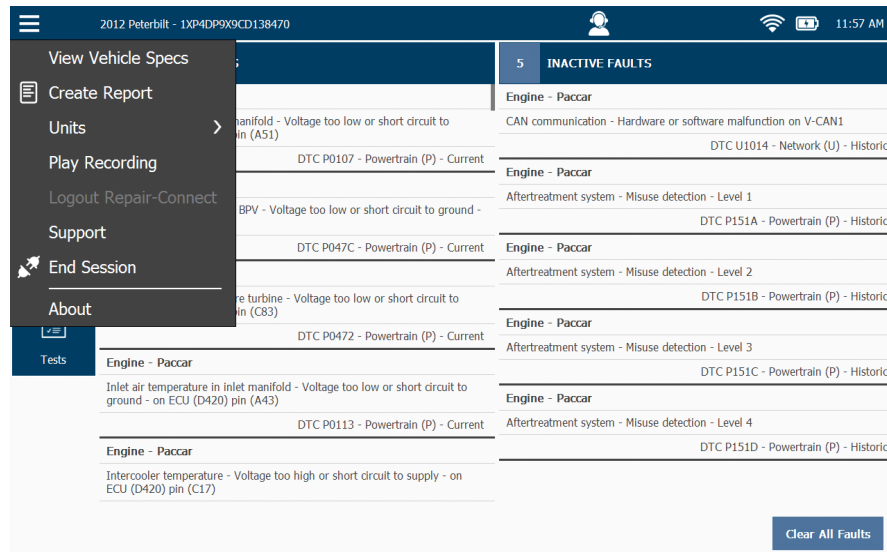 2012 Peterbilt - 1XP4DP9X9CD138470
11:57 AM
View Vehicle Specs
Create Report
Units
Play Recording
Logout Repair-Connect
Support
End Session
About
Tests
manifold - Voltage too low or short circuit to
pin (A51)
DTC P0107 - Powertrain (P) - Current
BPV - Voltage too low or short circuit to ground -
DTC P047C - Powertrain (P) - Current
re turbine - Voltage too low or short circuit to
pin (C83)
DTC P0472 - Powertrain (P) - Current
Engine - Paccar
Inlet air temperature in inlet manifold - Voltage too low or short circuit to
ground - on ECU (D420) pin (A43)
DTC P0113 - Powertrain (P) - Current
Engine - Paccar
Intercooler temperature - Voltage too high or short circuit to supply - on
ECU (D420) pin (C17)
5 INACTIVE FAULTS
Engine - Paccar
CAN communication - Hardware or software malfunction on V-CAN1
DTC U1014 - Network (U) - Historic
Engine - Paccar
Aftertreatment system - Misuse detection - Level 1
DTC P151A - Powertrain (P) - Historic
Engine - Paccar
Aftertreatment system - Misuse detection - Level 2
DTC P151B - Powertrain (P) - Historic
Engine - Paccar
Aftertreatment system - Misuse detection - Level 3
DTC P151C - Powertrain (P) - Historic
Engine - Paccar
Aftertreatment system - Misuse detection - Level 4
DTC P151D - Powertrain (P) - Historic
Clear All Faults